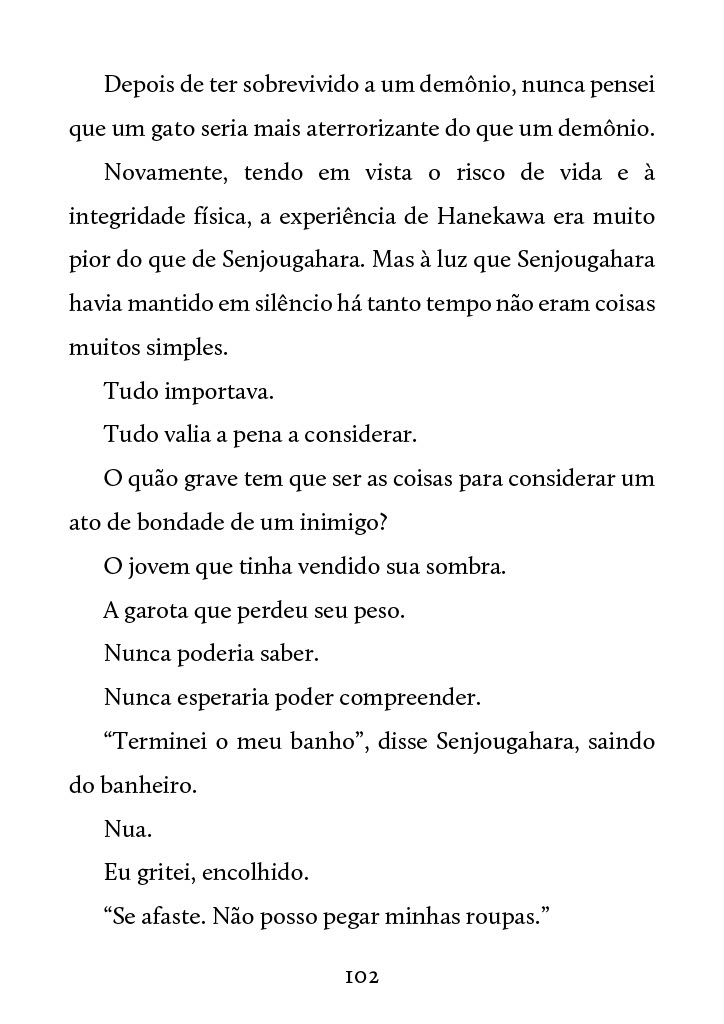 Depois de ter sobrevivido a um demônio, nunca pensei
que um gato seria mais aterrorizante do que um demônio.
Novamente, tendo em vista o risco de vida e à
integridade física, a experiência de Hanekawa era muito
pior do que de Senjougahara. Mas à luz que Senjougahara
havia mantido em silêncio há tanto tempo não eram coisas
muitos simples.
Tudo importava.
Tudo valia a pena a considerar.
O quão grave tem que ser as coisas para considerar um
ato de bondade de um inimigo?
O jovem que tinha vendido sua sombra.
A garota que perdeu seu peso.
Nunca poderia saber.
Nunca esperaria poder compreender.
“Terminei o meu banho”, disse Senjougahara, saindo
do banheiro.
Nua.
Eu gritei, encolhido.
“Se afaste. Não posso pegar minhas roupas.”
102